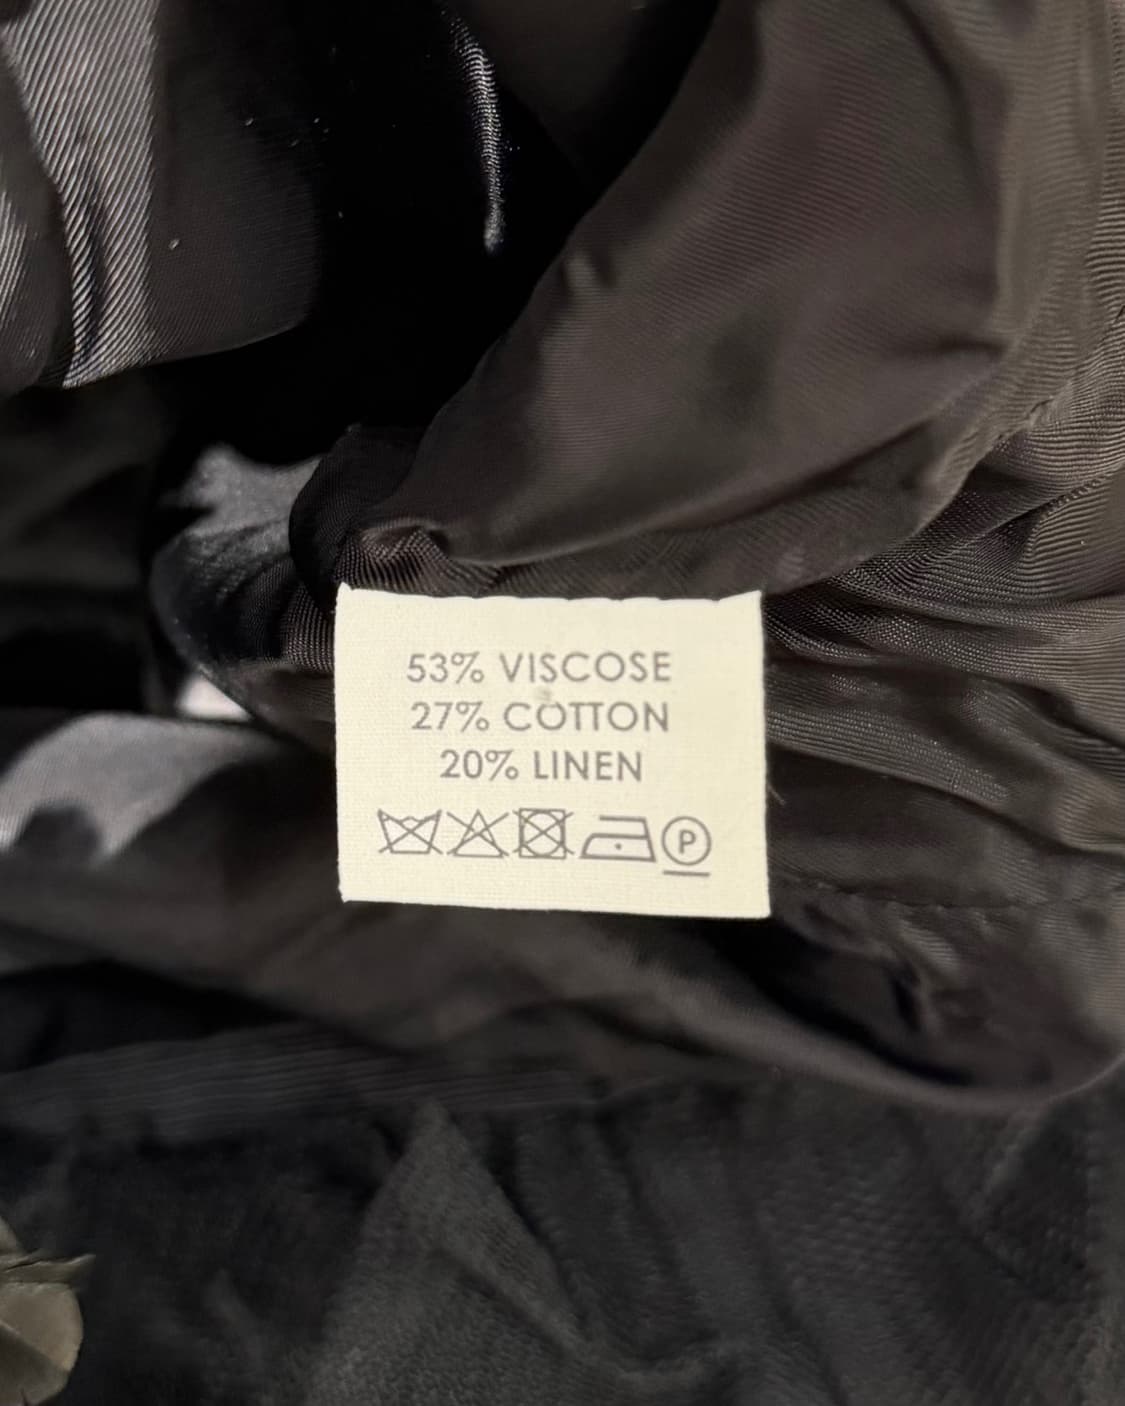 53% VISCOSE
27% COTTON
20% LINEN
P